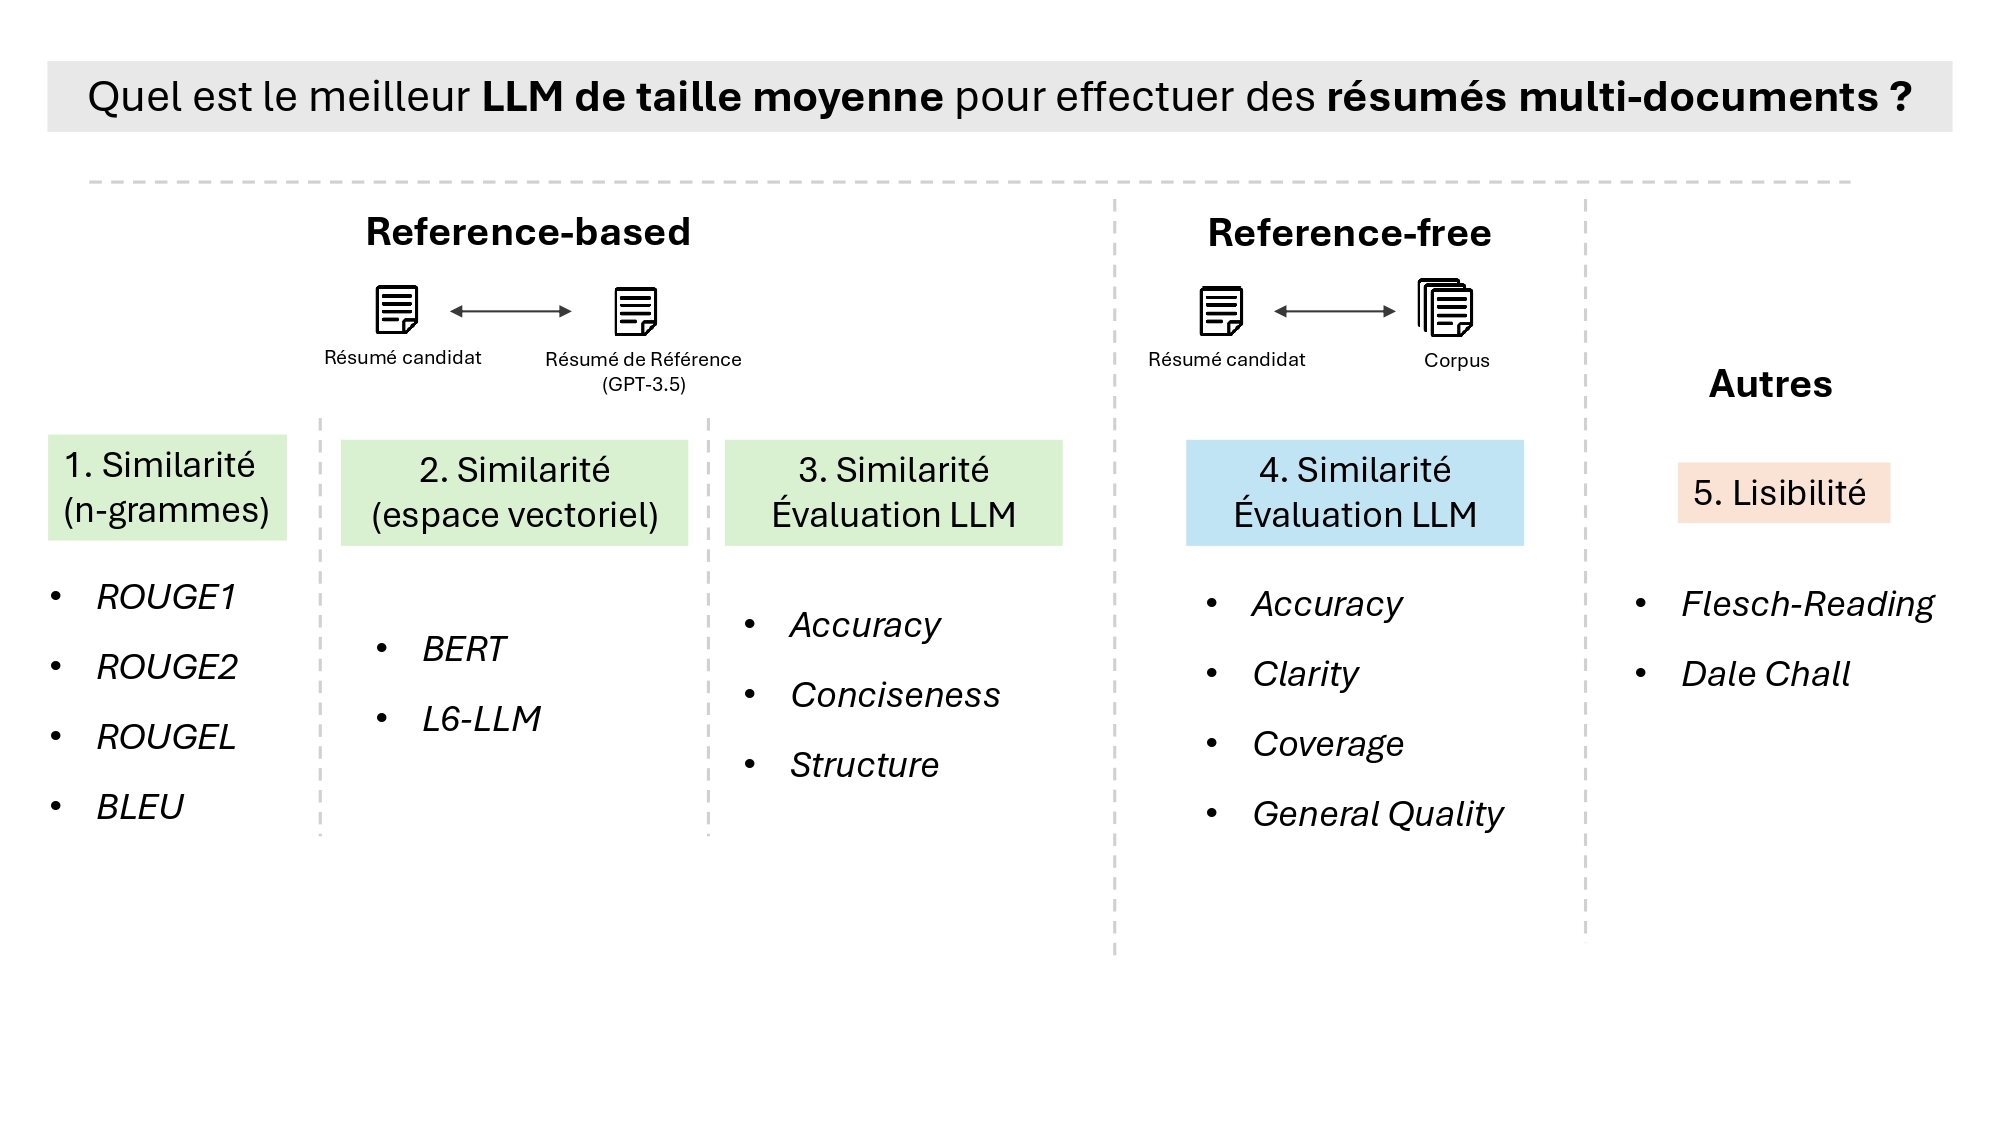 Quel est le meilleur LLM de taille moyenne pour effectuer des résumés multi-documents ?
Reference-based
Résumé candidat
Résumé de Référence
(GPT-3.5)
1. Similarité
(n-grammes)
• ROUGE1
• ROUGE2
• ROUGEL
• BLEU
2. Similarité
(espace vectoriel)
• BERT
• L6-LLM
3. Similarité
Évaluation LLM
• Accuracy
• Conciseness
• Structure
Reference-free
Résumé candidat
Corpus
4. Similarité
Évaluation LLM
• Accuracy
• Clarity
• Coverage
• General Quality
Autres
5. Lisibilité
• Flesch-Reading
• Dale Chall